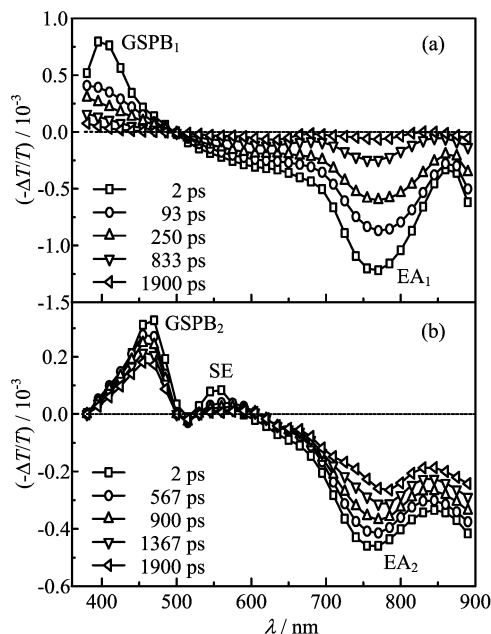 GSPB1
(a)
1.0
0.5
0.0
-0.5
-1.0
-1.5
(-ΔT/T) / 10-3
2 ps
93 ps
250 ps
833 ps
1900 ps
EA1
GSPB2
(b)
SE
0.2
0.0
-0.2
-0.4
-0.6
(-ΔT/T) / 10-3
2 ps
567 ps
900 ps
1367 ps
1900 ps
EA2
400 500 600 700 800 900
λ / nm